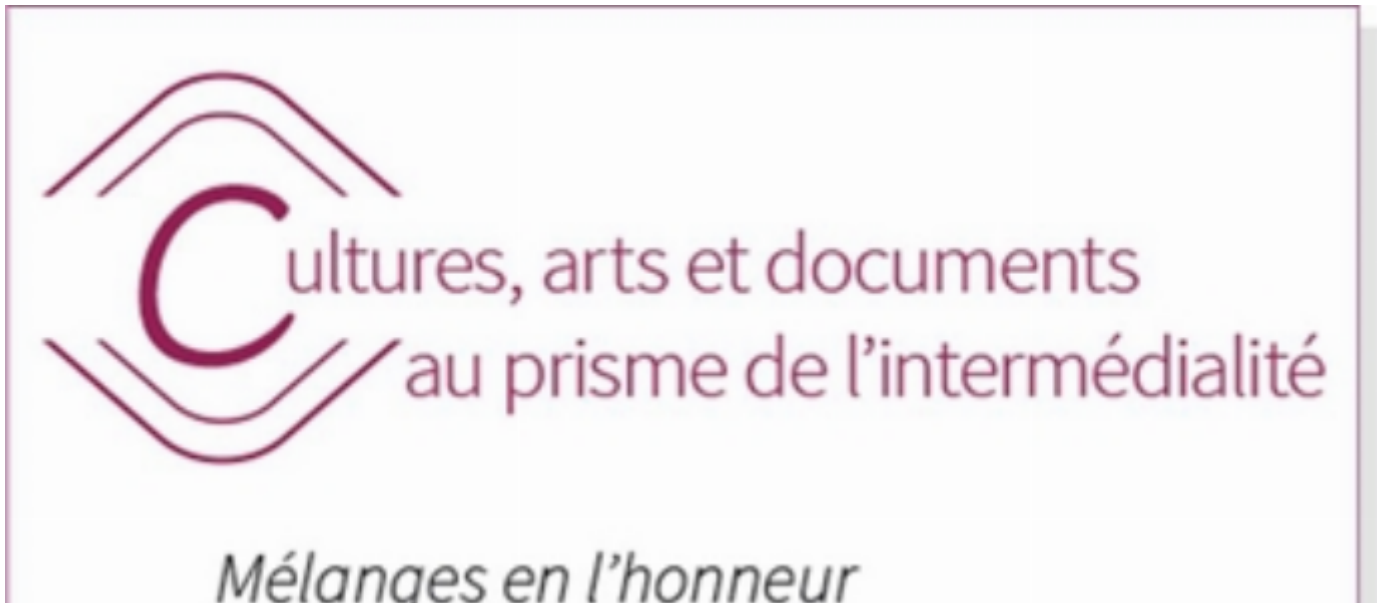 Cultures, arts et documents
au prisme de l’intermédialité
Mélanges en l’honneur